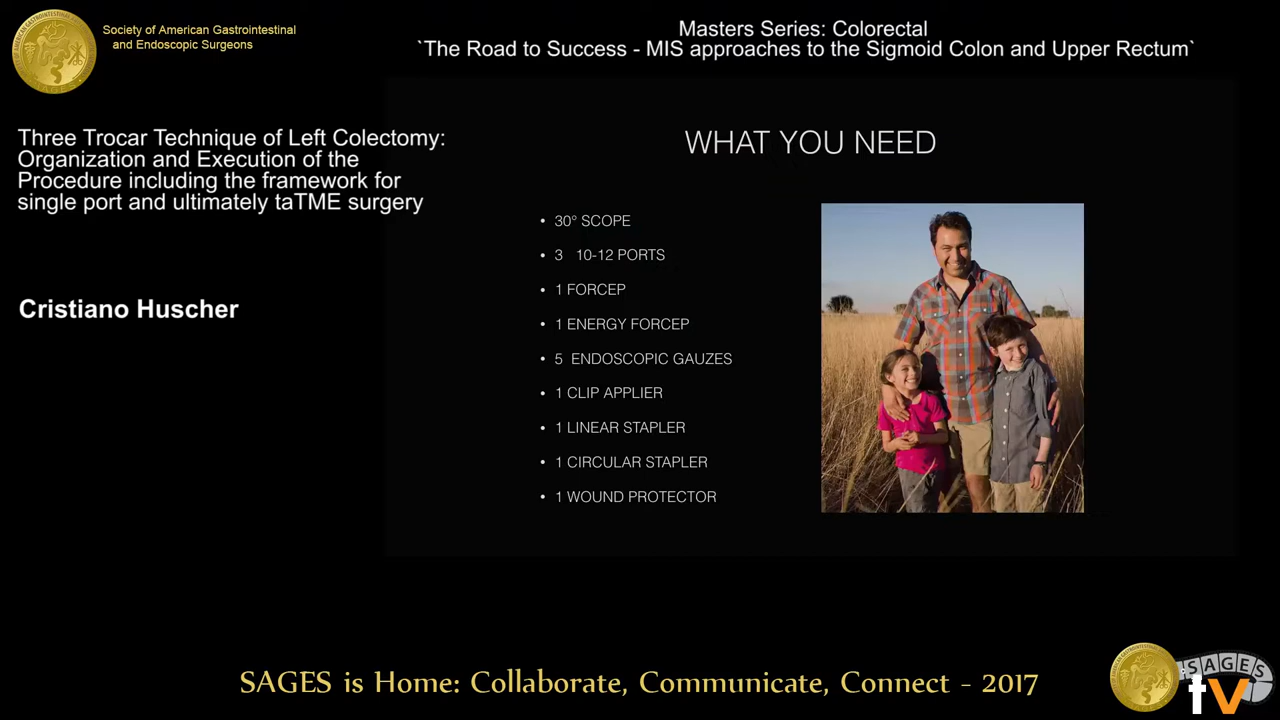 Society of American Gastrointestinal
and Endoscopic Surgeons
Masters Series: Colorectal
`The Road to Success - MIS approaches to the Sigmoid Colon and Upper Rectum`
Three Trocar Technique of Left Colectomy:
Organization and Execution of the
Procedure including the framework for
single port and ultimately taTME surgery
Cristiano Huscher
WHAT YOU NEED
• 30° SCOPE
• 3 10-12 PORTS
• 1 FORCEP
• 1 ENERGY FORCEP
• 5 ENDOSCOPIC GAUZES
• 1 CLIP APPLIER
• 1 LINEAR STAPLER
• 1 CIRCULAR STAPLER
• 1 WOUND PROTECTOR
SAGES is Home: Collaborate, Communicate, Connect - 2017
SAGES
tv